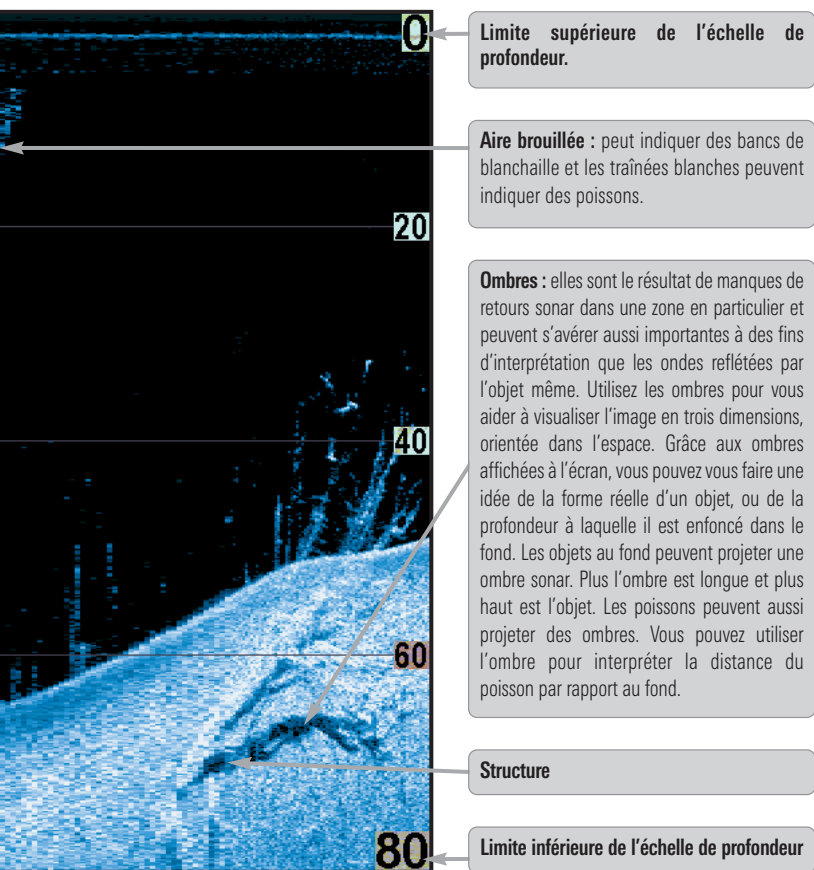 0
20
40
60
80
Limite supérieure de l'échelle de
profondeur.
Aire brouillée : peut indiquer des bancs de
blanchaille et les traînées blanches peuvent
indiquer des poissons.
Ombres : elles sont le résultat de manques de
retours sonar dans une zone en particulier et
peuvent s'avérer aussi importantes à des fins
d'interprétation que les ondes reflétées par
l'objet même. Utilisez les ombres pour vous
aider à visualiser l'image en trois dimensions,
orientée dans l'espace. Grâce aux ombres
affichées à l'écran, vous pouvez vous faire une
idée de la forme réelle d'un objet, ou de la
profondeur à laquelle il est enfoncé dans le
fond. Les objets au fond peuvent projeter une
ombre sonar. Plus l'ombre est longue et plus
haut est l'objet. Les poissons peuvent aussi
projeter des ombres. Vous pouvez utiliser
l'ombre pour interpréter la distance du
poisson par rapport au fond.
Structure
Limite inférieure de l'échelle de profondeur